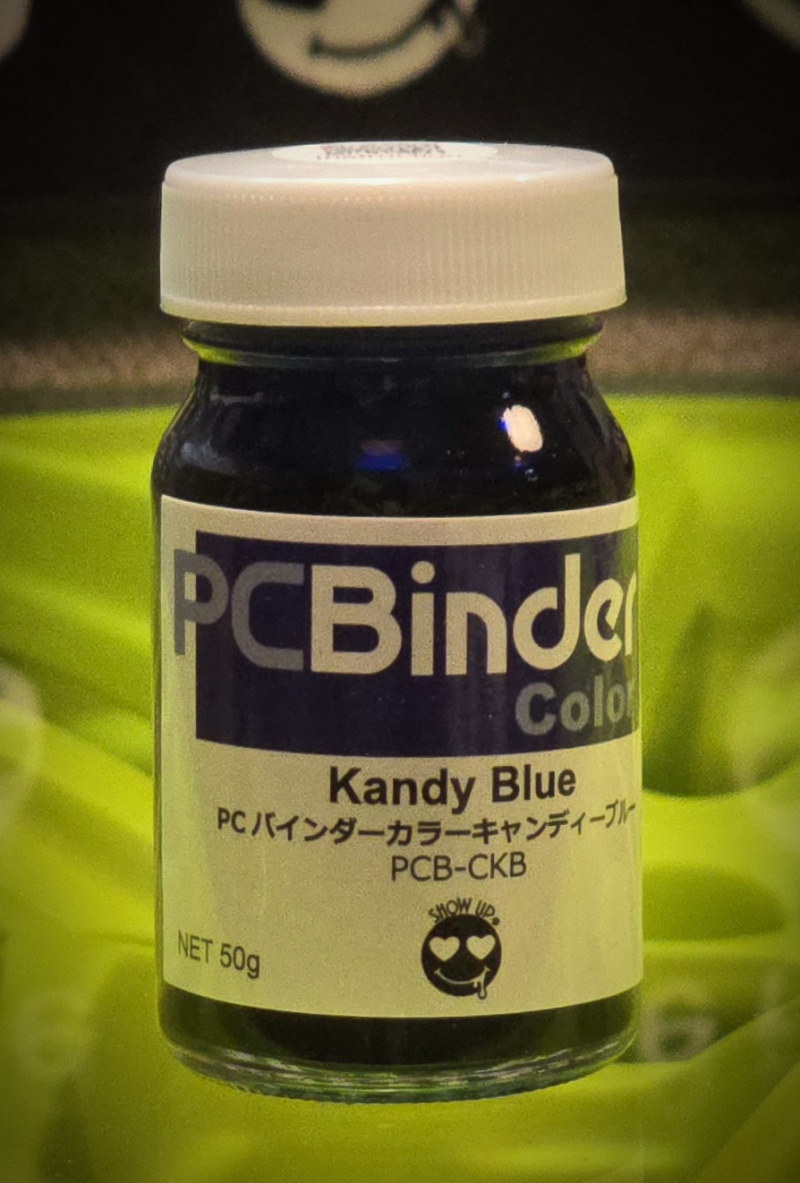 PCBinder
Color
Kandy Blue
PCバインダーカラーキャンディーブルー
PCB-CKB
SHOW UP
NET 50g